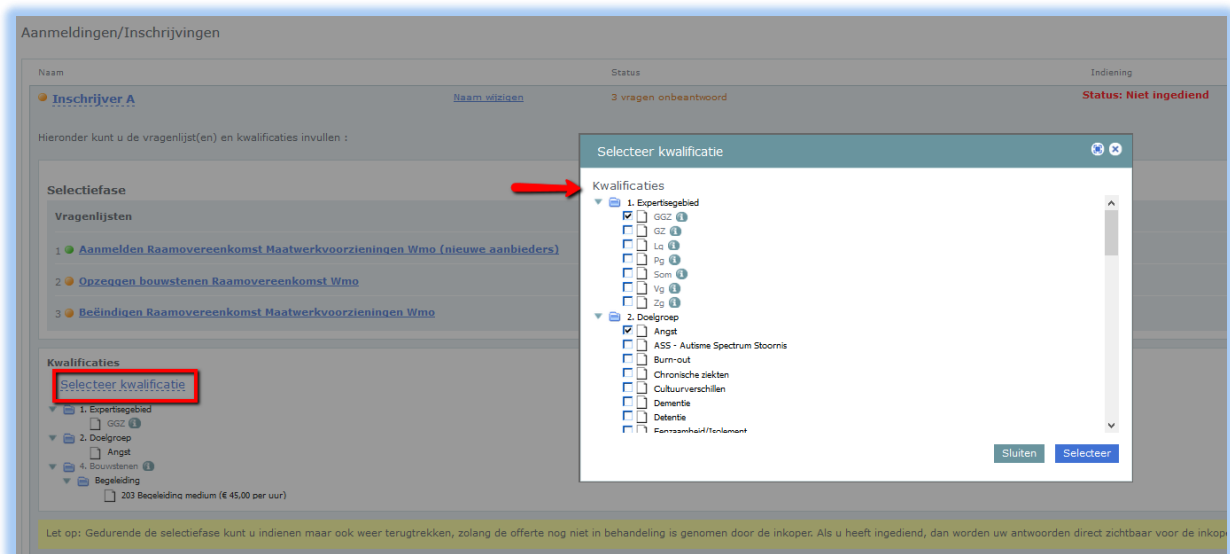 Aanmeldingen/Inschrijvingen
Naam Status Indiening
Inschrijver A Naam wijzigen 3 vragen onbeantwoord Status: Niet ingediend
Hieronder kunt u de vragenlijst(en) en kwalificaties invullen :
Selectiefase
Vragenlijsten
1 Aanmelden Raamovereenkomst Maatwerkvoorzieningen Wmo (nieuwe aanbieders)
2 Opzeggen bouwstenen Raamovereenkomst Wmo
3 Beëindigen Raamovereenkomst Maatwerkvoorzieningen Wmo
Kwalificaties
Selecteer kwalificatie
1. Expertisegebied
GGZ
2. Doelgroep
Angst
4. Bouwstenen
Begeleiding
203 Begeleiding medium (€ 45,00 per uur)
Selecteer kwalificatie
Kwalificaties
1. Expertisegebied
GGZ
GZ
Lg
Pg
Som
Vg
Zg
2. Doelgroep
Angst
ASS - Autisme Spectrum Stoornis
Burn-out
Chronische ziekten
Cultuurverschillen
Dementie
Detentie
Eenzaamheid/Isolement
Sluiten Selecteer
Let op: Gedurende de selectiefase kunt u indienen maar ook weer terugtrekken, zolang de offerte nog niet in behandeling is genomen door de inkoper. Als u heeft ingediend, dan worden uw antwoorden direct zichtbaar voor de inkop